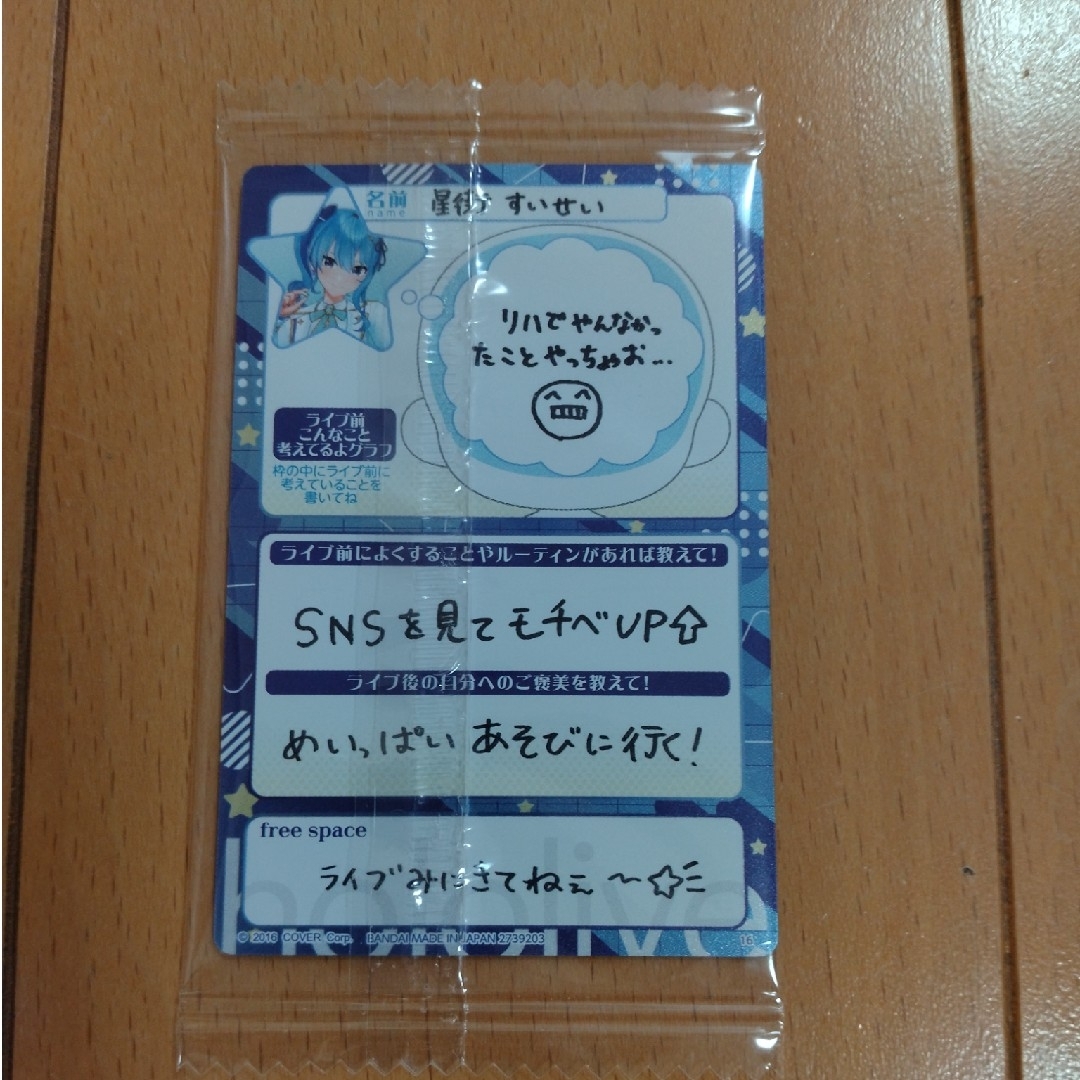 名前
name
星街 すいせい
リハでやんなかっ
たことやっちゃお…
ライブ前
こんなこと
考えてるよグラフ
枠の中にライブ前に
考えていることを
書いてね
ライブ前によくすることやルーティンがあれば教えて!
SNSを見てモチベUP⇧
ライブ後の自分へのご褒美を教えて!
めいっぱい あそびに行く!
free space
ライブみにきてねぇ〜☆ミ
hololive
© 2016 COVER Corp. BANDAI MADE IN JAPAN 2739203
16